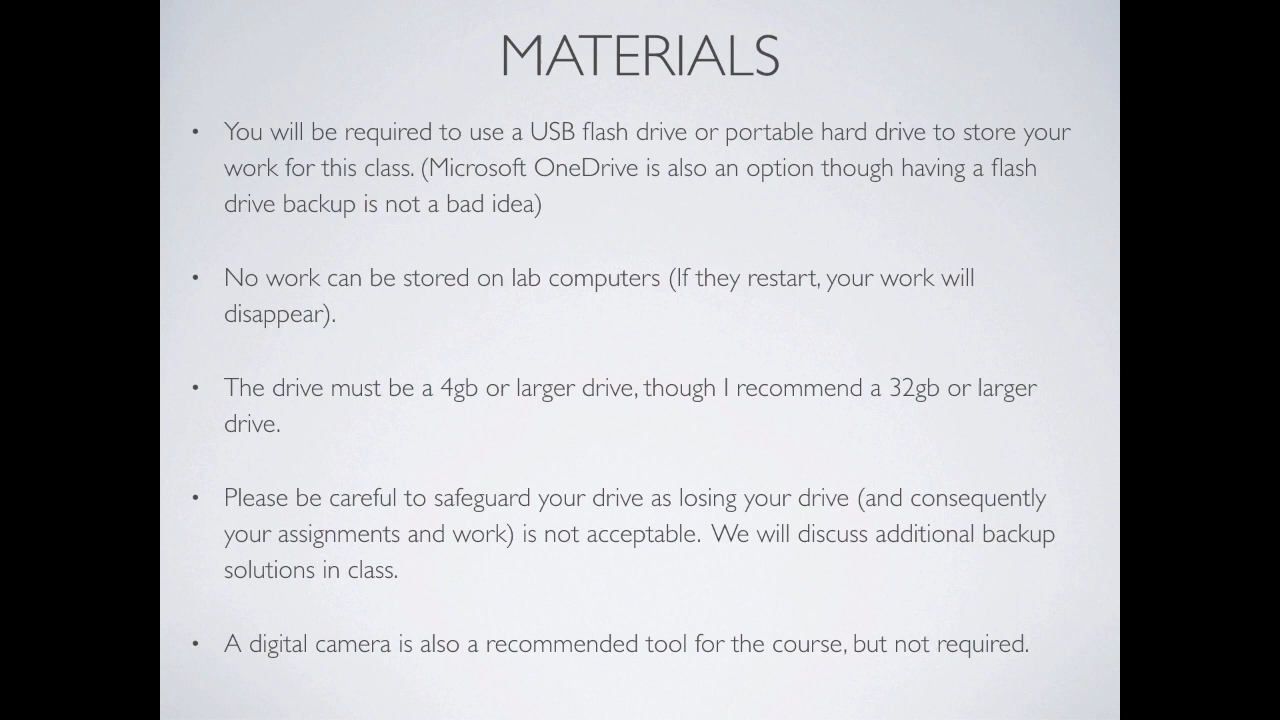 MATERIALS
• You will be required to use a USB flash drive or portable hard drive to store your
work for this class. (Microsoft OneDrive is also an option though having a flash
drive backup is not a bad idea)
• No work can be stored on lab computers (If they restart, your work will
disappear).
• The drive must be a 4gb or larger drive, though I recommend a 32gb or larger
drive.
• Please be careful to safeguard your drive as losing your drive (and consequently
your assignments and work) is not acceptable.  We will discuss additional backup
solutions in class.
• A digital camera is also a recommended tool for the course, but not required.